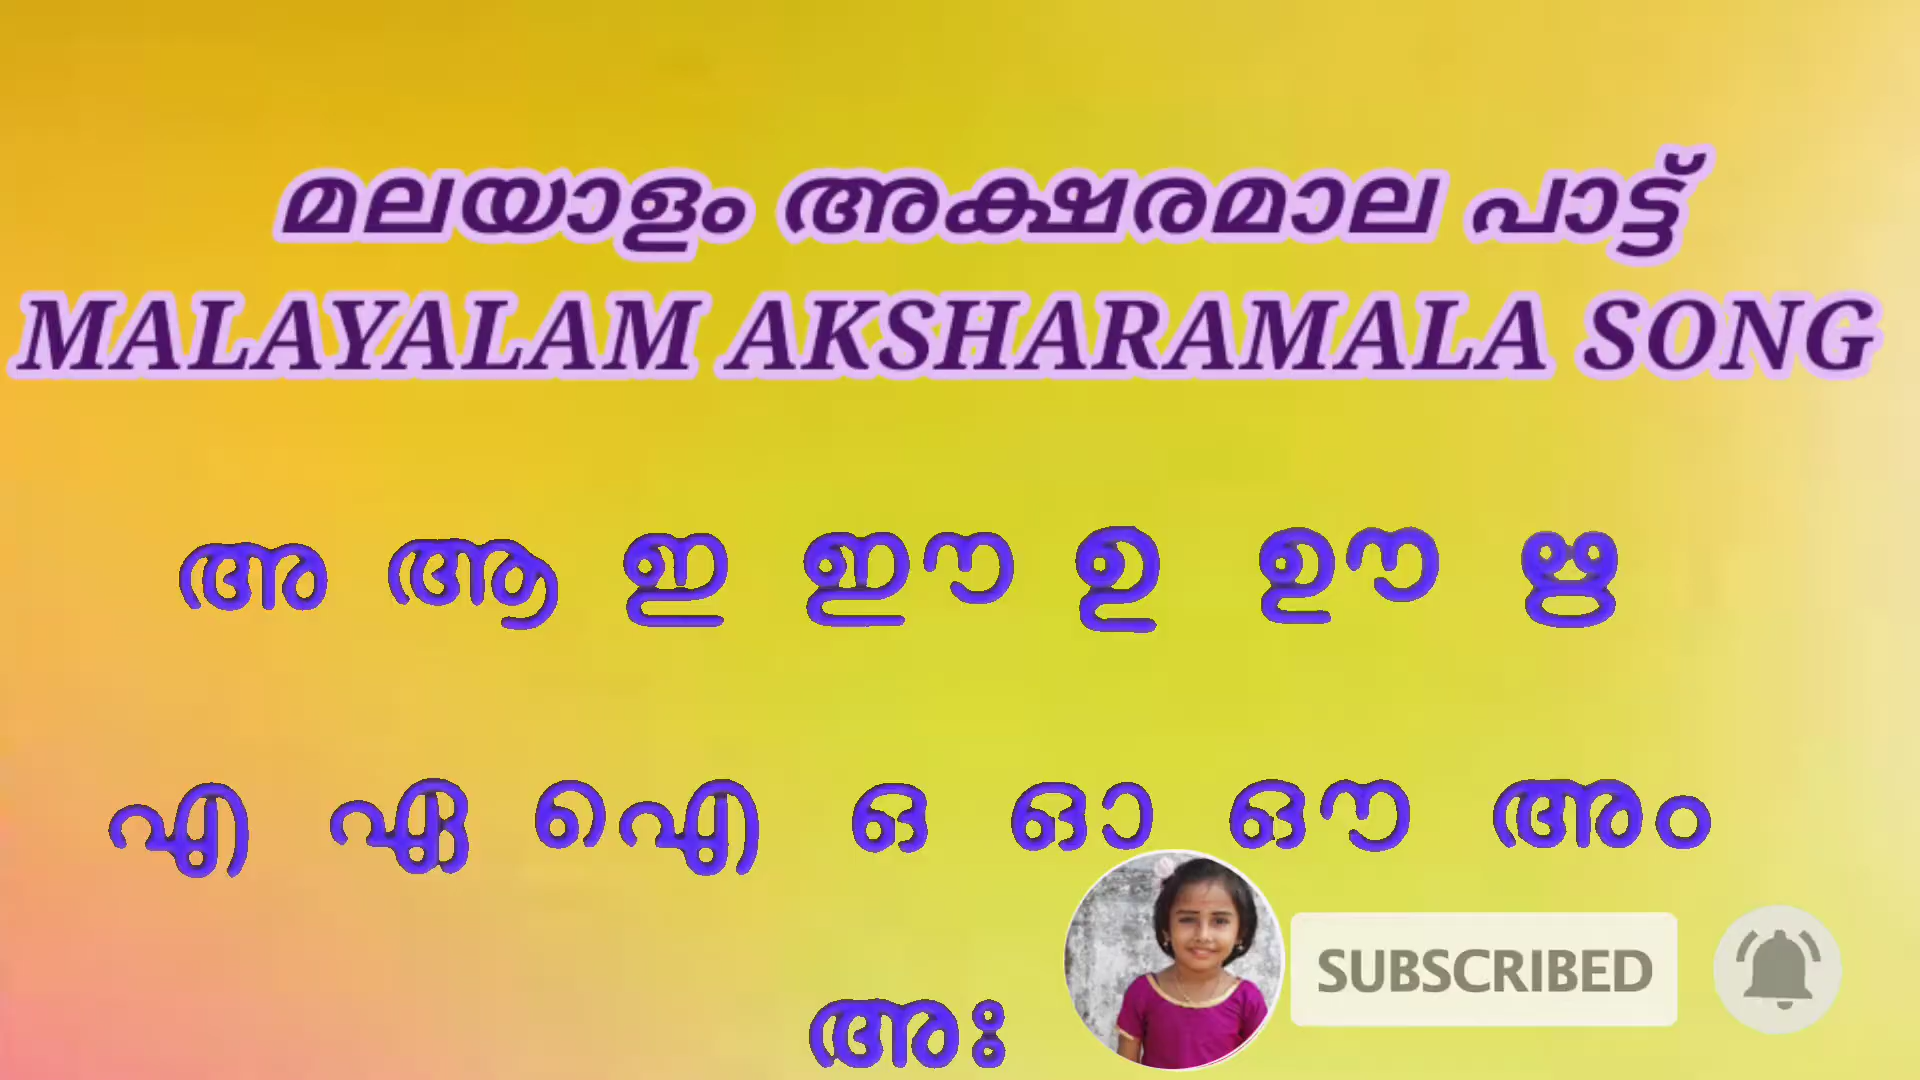 മലയാളം അക്ഷരമാല പാട്ട്
MALAYALAM AKSHARAMALA SONG
അ ആ ഇ ഈ ഉ ഊ ഋ
എ ഏ ഐ ഒ ഓ ഔ അം
SUBSCRIBED
അഃ